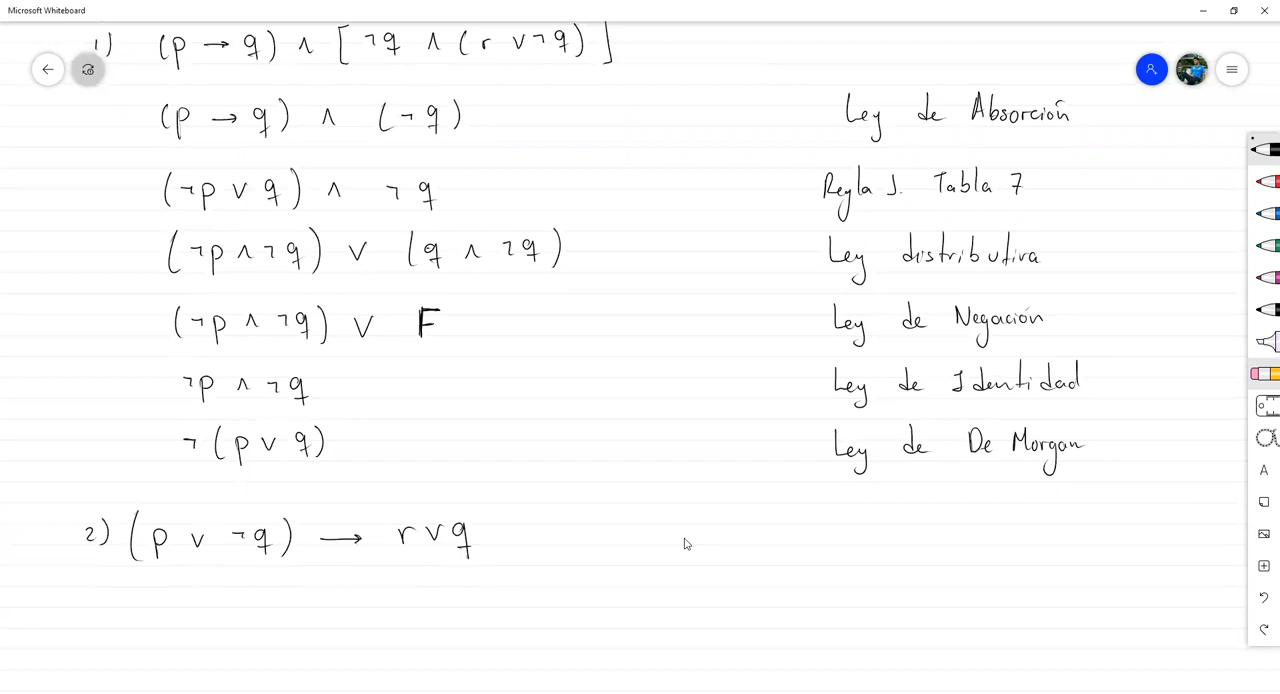 Microsoft Whiteboard
1) (p → q) ∧ [ ¬q ∧ ( r ∨ ¬q) ]
(p → q) ∧ (¬q) Ley de Absorción
(¬p ∨ q) ∧ ¬q Regla 1. Tabla 7
(¬p ∧ ¬q) ∨ (q ∧ ¬q) Ley distributiva
(¬p ∧ ¬q) ∨ F Ley de Negación
¬p ∧ ¬q Ley de Identidad
¬(p ∨ q) Ley de De Morgan
2) (p ∨ ¬q) → r ∨ q
A